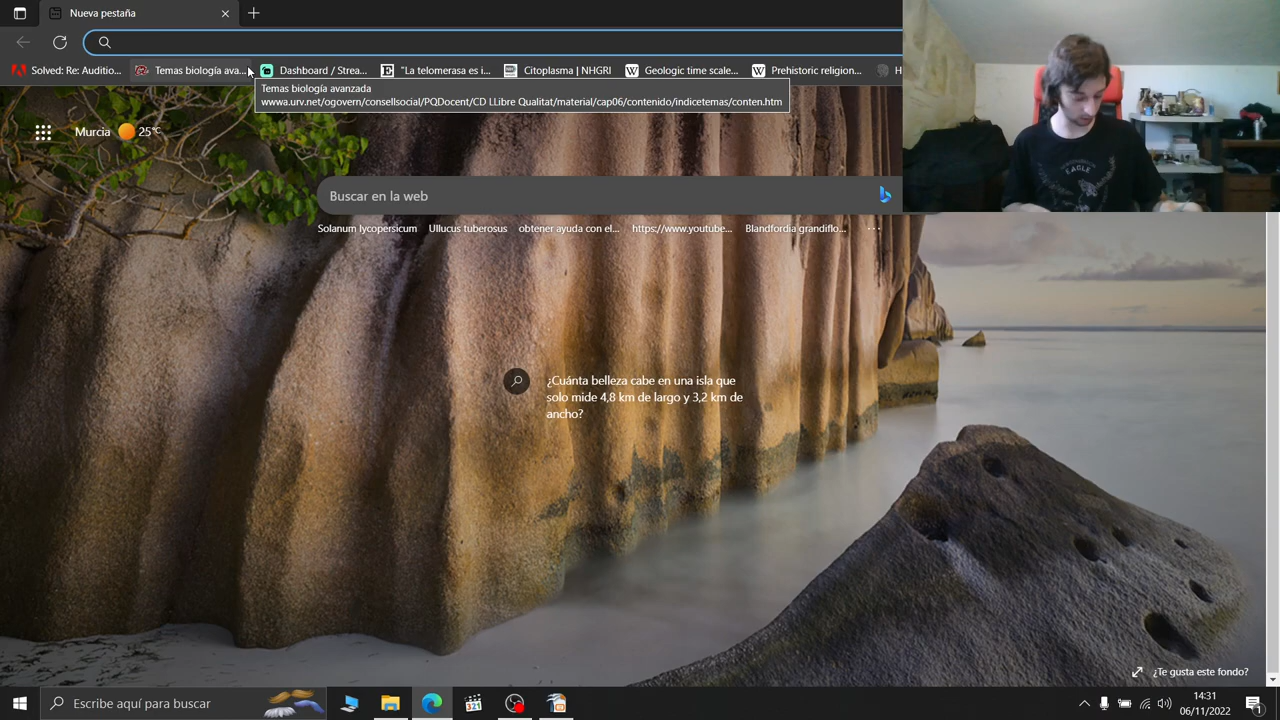 Nueva pestaña
Solved: Re: Auditio...
Temas biología ava...
Dashboard / Strea...
"La telomerasa es i...
Citoplasma | NHGRI
Geologic time scale...
Prehistoric religion...
H
Temas biología avanzada
wwwa.urv.net/ogovern/consellsocial/PQDocent/CD LLibre Qualitat/material/cap06/contenido/indicetemas/conten.htm
Murcia 25°C
Buscar en la web
Solanum lycopersicum
Ullucus tuberosus
obtener ayuda con el...
https://www.youtube...
Blandfordia grandiflo...
...
EAGLE
¿Cuánta belleza cabe en una isla que
solo mide 4,8 km de largo y 3,2 km de
ancho?
¿Te gusta este fondo?
Escribe aquí para buscar
321
14:31
06/11/2022
1